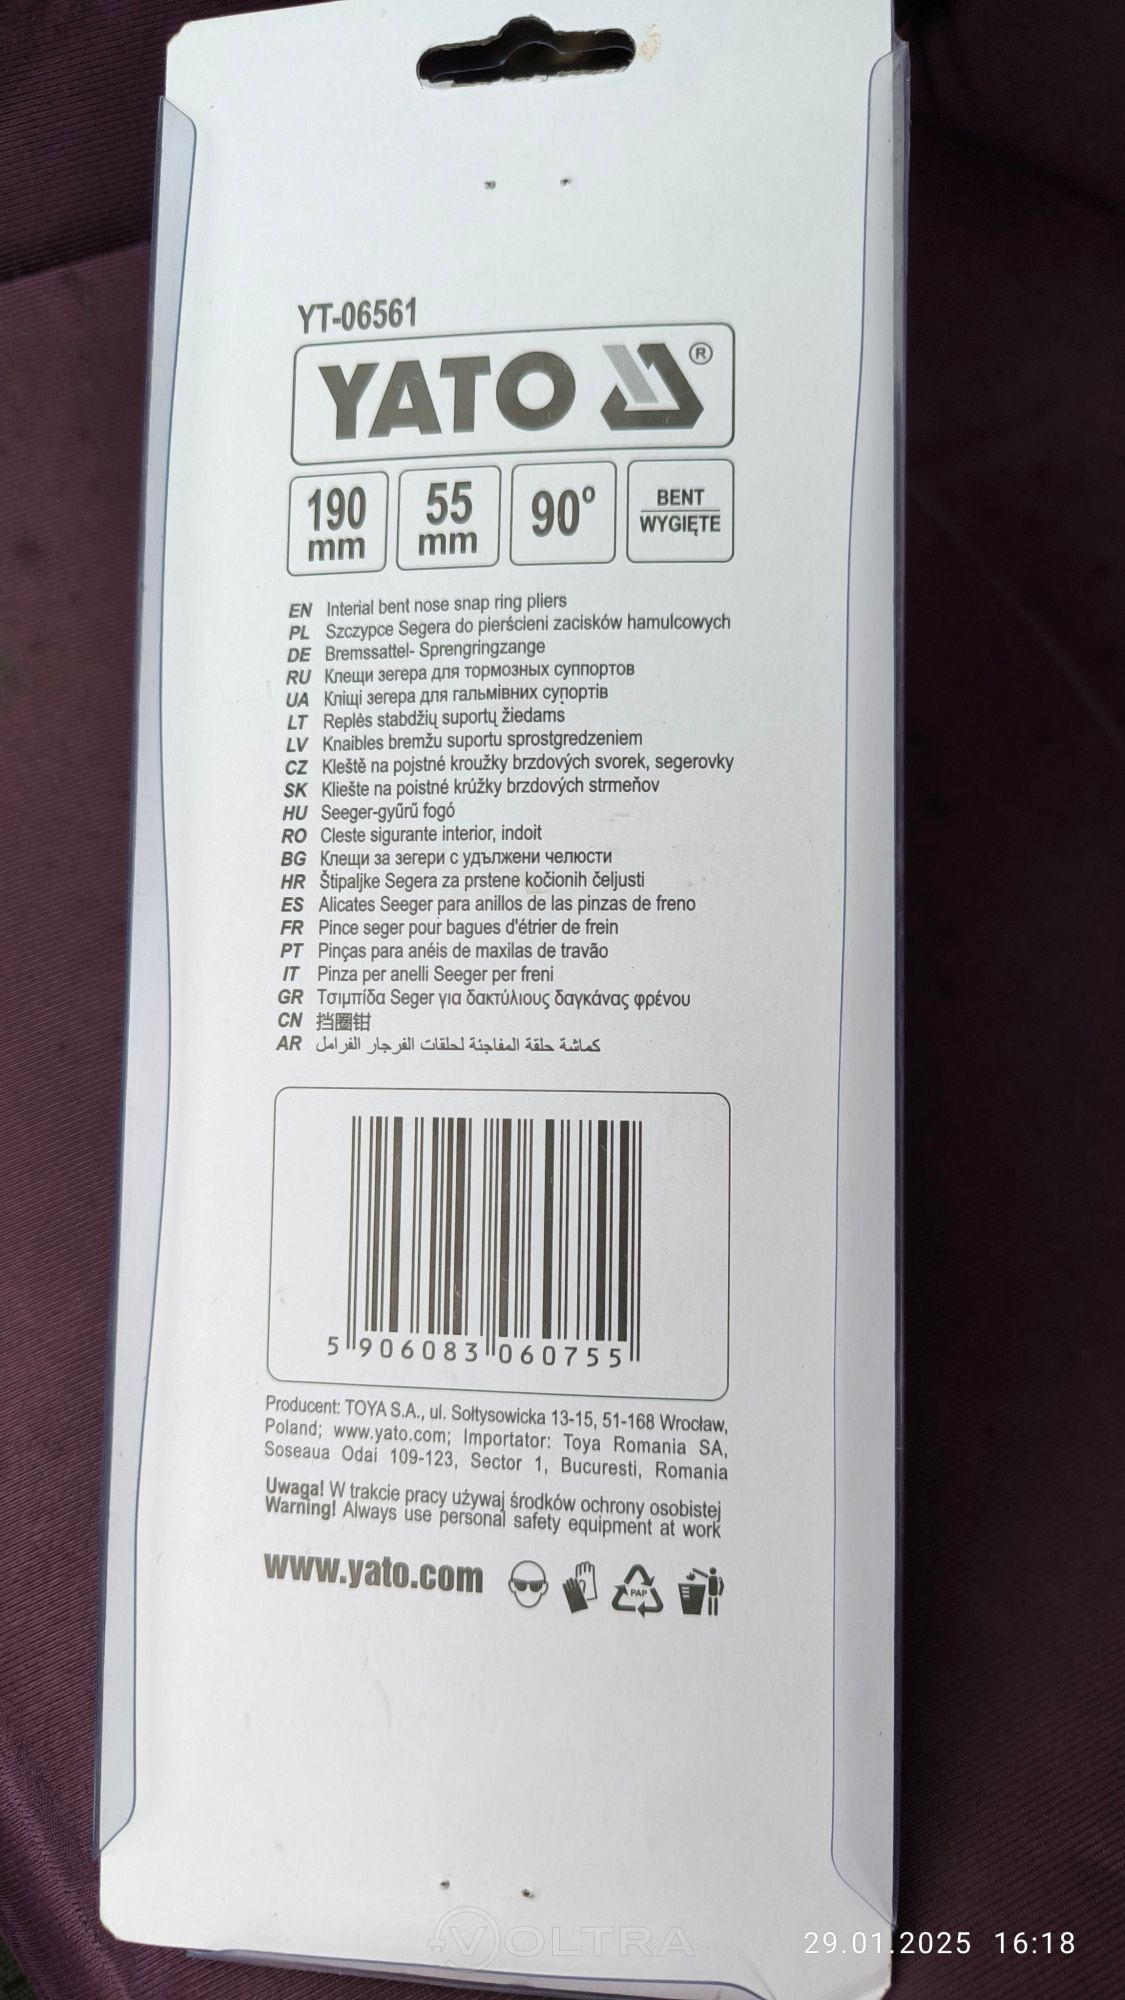 YT-06561
YATO ®
190 mm
55 mm
90°
BENT
WYGIĘTE
EN Interial bent nose snap ring pliers
PL Szczypce Segera do pierścieni zacisków hamulcowych
DE Bremssattel- Sprengringzange
RU Клещи зегера для тормозных суппортов
UA Кліщі зегера для гальмівних супортів
LT Replės stabdžių suportų žiedams
LV Knaibles bremžu suportu sprostgredzeniem
CZ Kleště na pojstné kroužky brzdových svorek, segerovky
SK Kliešte na poistné krúžky brzdových strmeňov
HU Seeger-gyűrű fogó
RO Cleste sigurante interior, indoit
BG Клещи за зегери с удължени челюсти
HR Štipaljke Segera za prstene kočionih čeljusti
ES Alicates Seeger para anillos de las pinzas de freno
FR Pince seger pour bagues d'étrier de frein
PT Pinças para anéis de maxilas de travão
IT Pinza per anelli Seeger per freni
GR Τσιμπίδα Seger για δακτύλιους δαγκάνας φρένου
CN 挡圈钳
AR كماشة حلقة المفاجئة لحلقات الفرجار الفرامل
5 906083 060755
Producent: TOYA S.A., ul. Sołtysowicka 13-15, 51-168 Wrocław,
Poland; www.yato.com; Importator: Toya Romania SA,
Soseaua Odai 109-123, Sector 1, Bucuresti, Romania
Uwaga! W trakcie pracy używaj środków ochrony osobistej
Warning! Always use personal safety equipment at work
www.yato.com
PAP
VOLTRA
29.01.2025 16:18